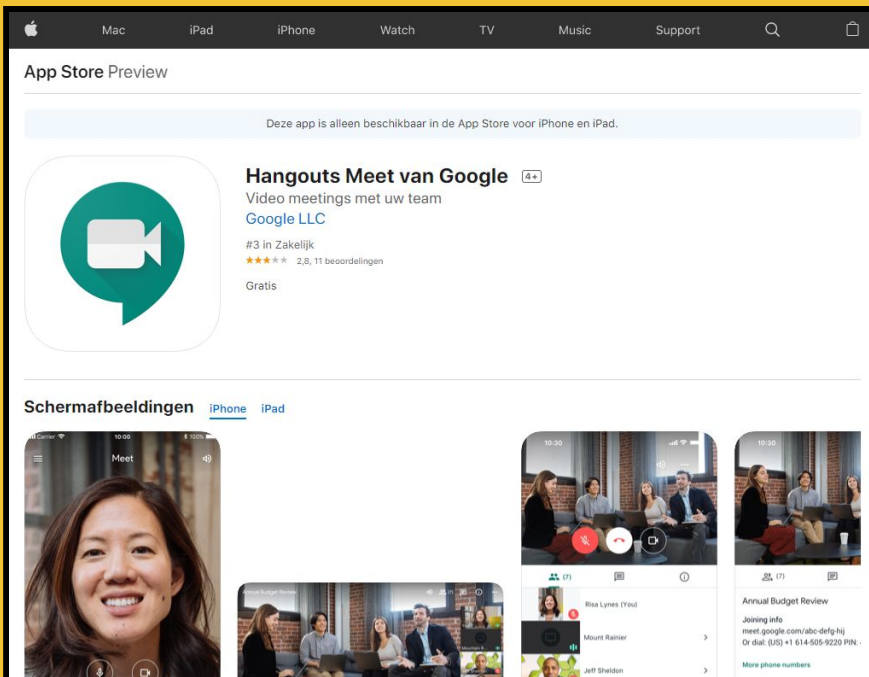 Mac iPad iPhone Watch TV Music Support
App Store Preview
Deze app is alleen beschikbaar in de App Store voor iPhone en iPad.
Hangouts Meet van Google 4+
Video meetings met uw team
Google LLC
#3 in Zakelijk
2,8, 11 beoordelingen
Gratis
Schermafbeeldingen iPhone iPad
Carrier 10:00 100%
Meet
Annual Budget Review
10:30
(7)
Risa Lynes (You)
Mount Rainier
Jeff Sheldon
10:30
(7)
Annual Budget Review
Joining info
meet.google.com/abc-defg-hij
Or dial: (US) +1 614-505-9220 PIN:
More phone numbers